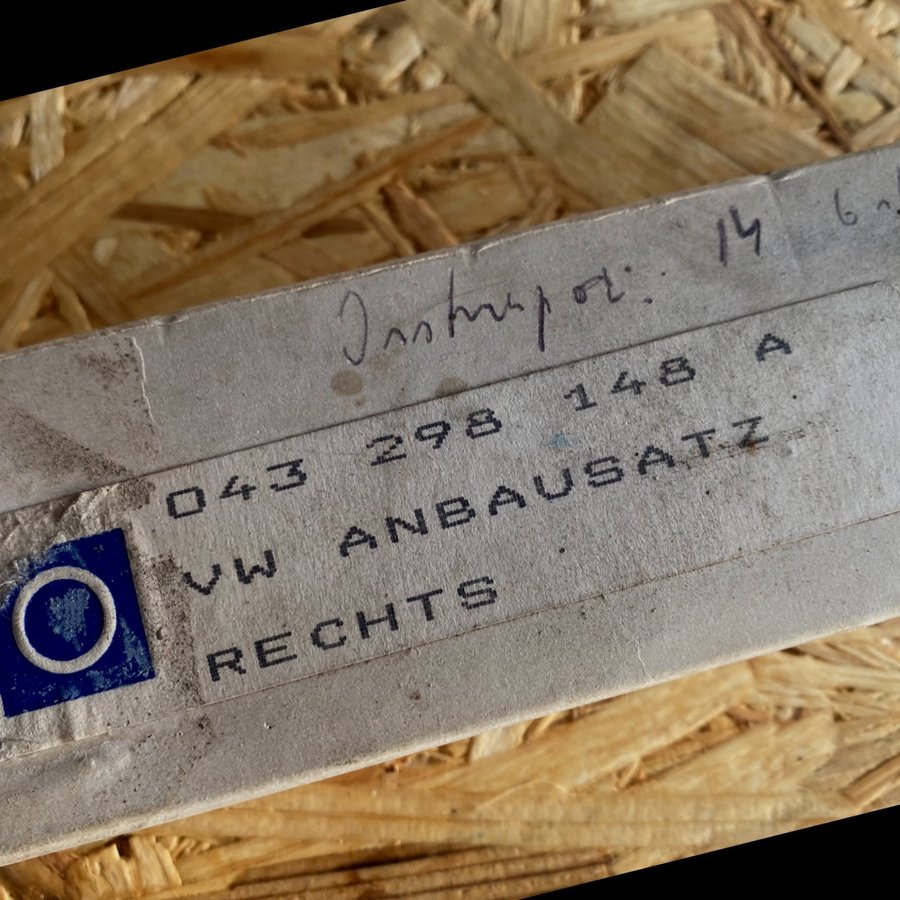 14
043 298 148 A
VW ANBAUSATZ
RECHTS